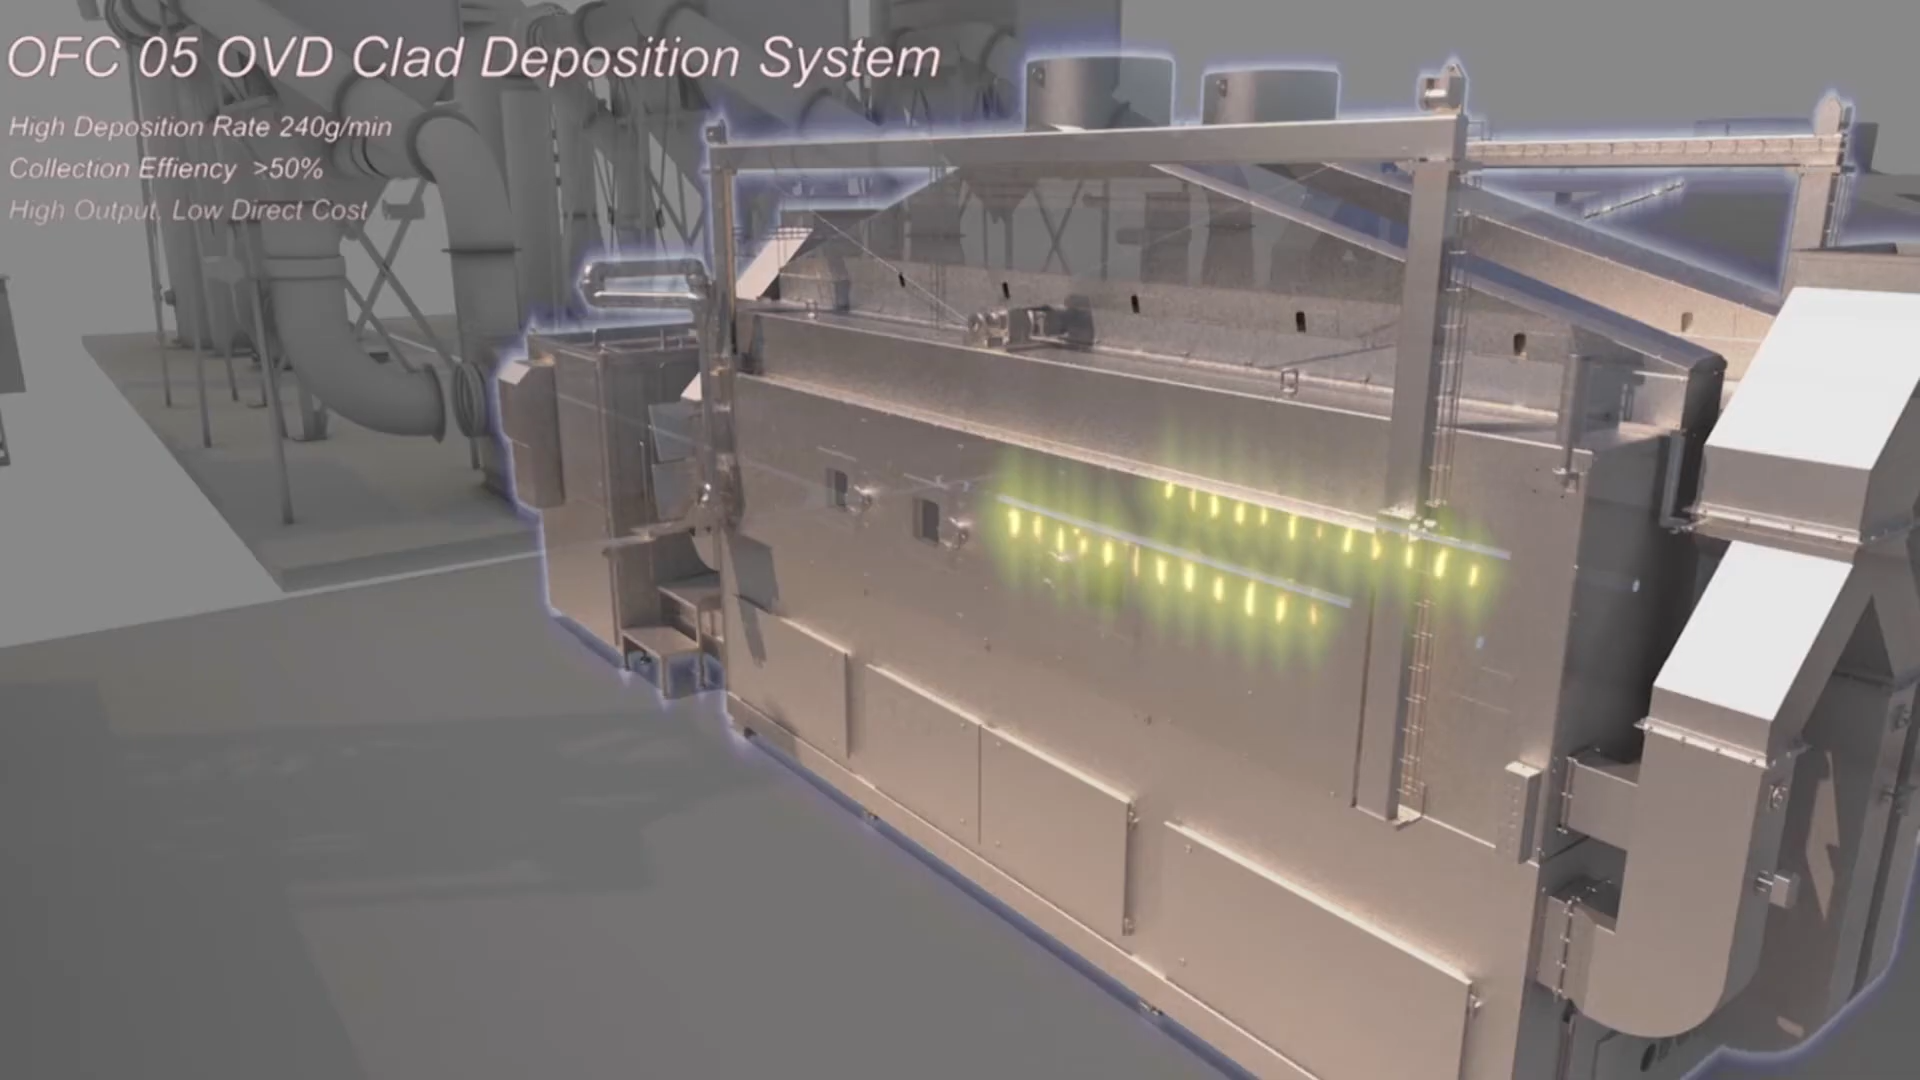 OFC 05 OVD Clad Deposition System
High Deposition Rate 240g/min
Collection Effiency >50%
High Output, Low Direct Cost